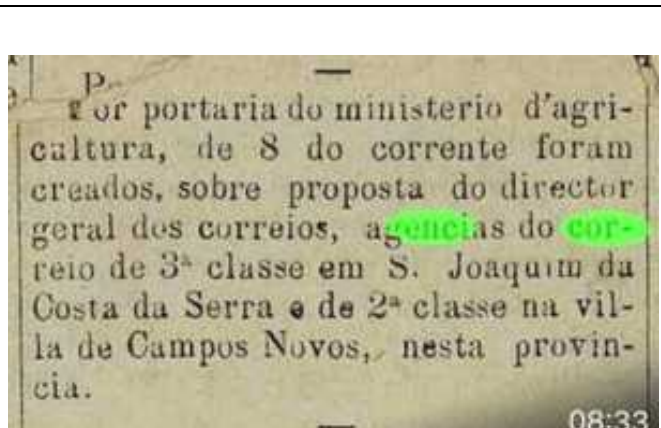 Por portaria do ministerio d'agri-
cultura, de 8 do corrente foram
creados, sobre proposta do director
geral dos correios, agencias do cor-
reio de 3ª classe em S. Joaquim da
Costa da Serra e de 2ª classe na vil-
la de Campos Novos, nesta provin-
cia.
08:33